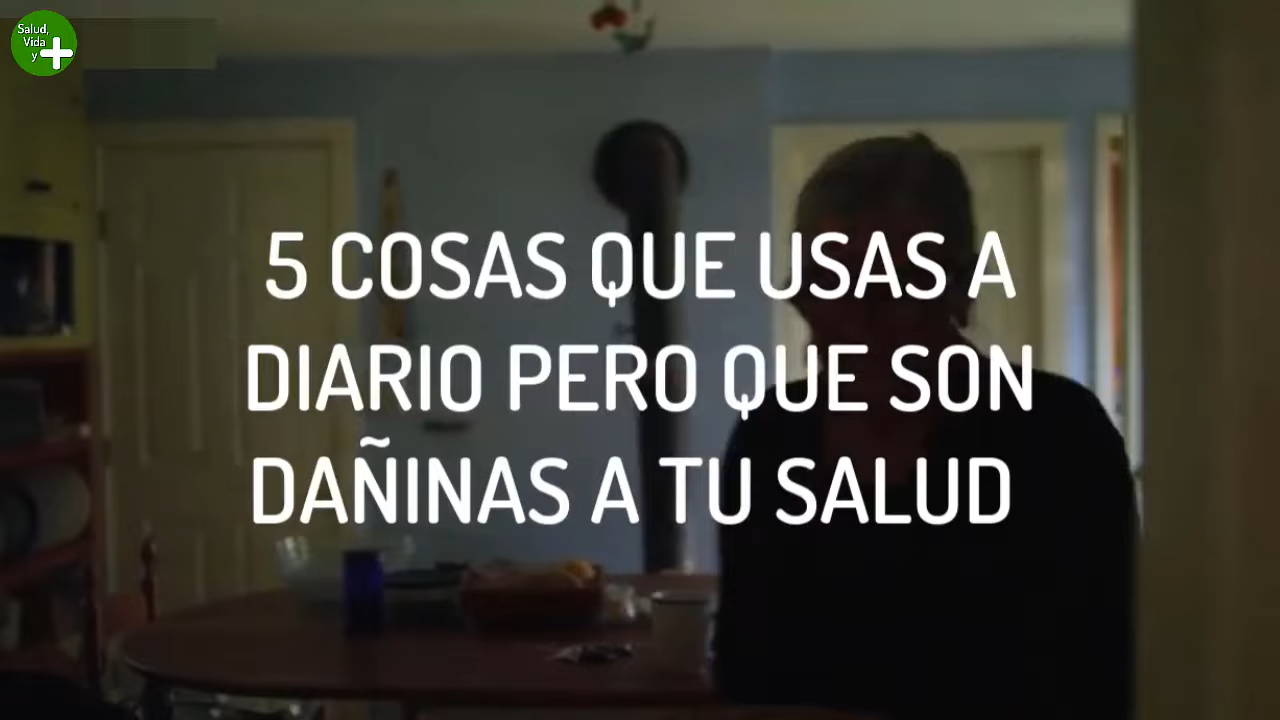 Salud,
Vida
y
5 COSAS QUE USAS A
DIARIO PERO QUE SON
DAÑINAS A TU SALUD